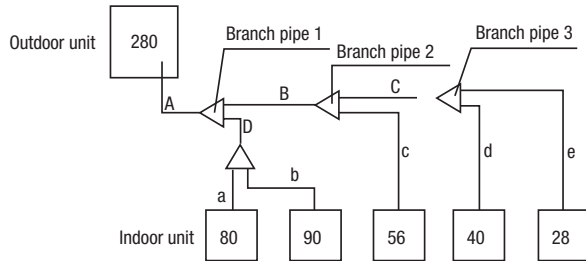 Branch pipe 3
Branch pipe 1
Outdoor unit
280
Branch pipe 2
A
B
C
D
c
d
e
b
a
Indoor unit
80
90
56
40
28